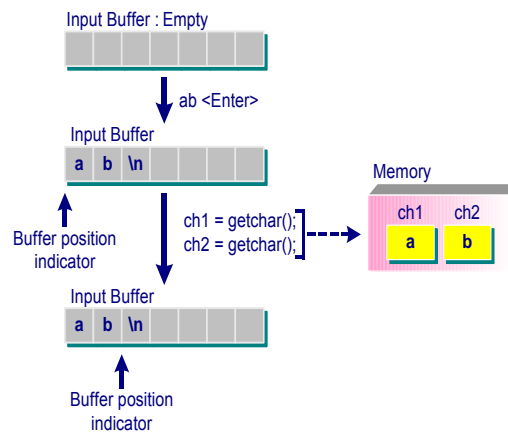 Input Buffer : Empty
ab <Enter>
Input Buffer
a b \n
Buffer position
indicator
ch1 = getchar();
ch2 = getchar();
Memory
ch1 ch2
a b
Input Buffer
a b \n
Buffer position
indicator